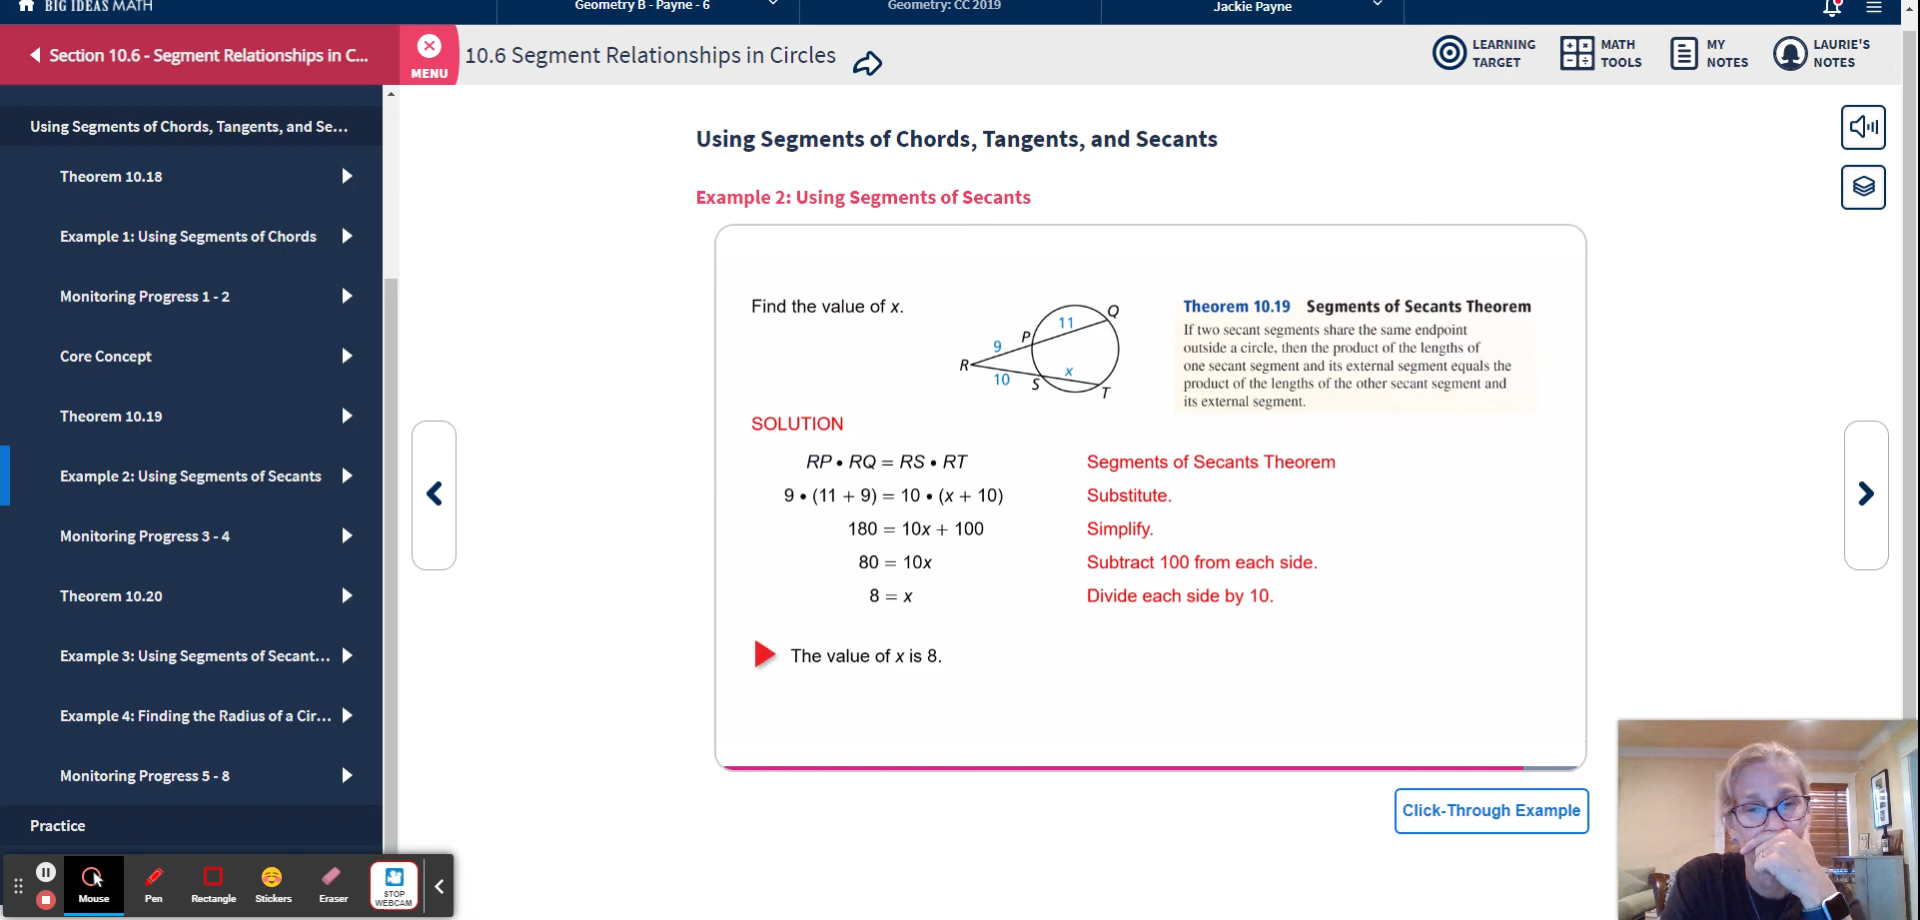 BIG IDEAS MATH
Geometry B - Payne - 6
Geometry: CC 2019
Jackie Payne
Section 10.6 - Segment Relationships in C...
MENU
10.6 Segment Relationships in Circles
LEARNING TARGET
MATH TOOLS
MY NOTES
LAURIE'S NOTES
Using Segments of Chords, Tangents, and Se...
Theorem 10.18
Example 1: Using Segments of Chords
Monitoring Progress 1 - 2
Core Concept
Theorem 10.19
Example 2: Using Segments of Secants
Monitoring Progress 3 - 4
Theorem 10.20
Example 3: Using Segments of Secant...
Example 4: Finding the Radius of a Cir...
Monitoring Progress 5 - 8
Practice
Using Segments of Chords, Tangents, and Secants
Example 2: Using Segments of Secants
Find the value of x.
Q
11
P
9
R
10
S
x
T
Theorem 10.19 Segments of Secants Theorem
If two secant segments share the same endpoint
outside a circle, then the product of the lengths of
one secant segment and its external segment equals the
product of the lengths of the other secant segment and
its external segment.
SOLUTION
RP • RQ = RS • RT Segments of Secants Theorem
9 • (11 + 9) = 10 • (x + 10) Substitute.
180 = 10x + 100 Simplify.
80 = 10x Subtract 100 from each side.
8 = x Divide each side by 10.
The value of x is 8.
Click-Through Example
Mouse
Pen
Rectangle
Stickers
Eraser
STOP WEBCAM